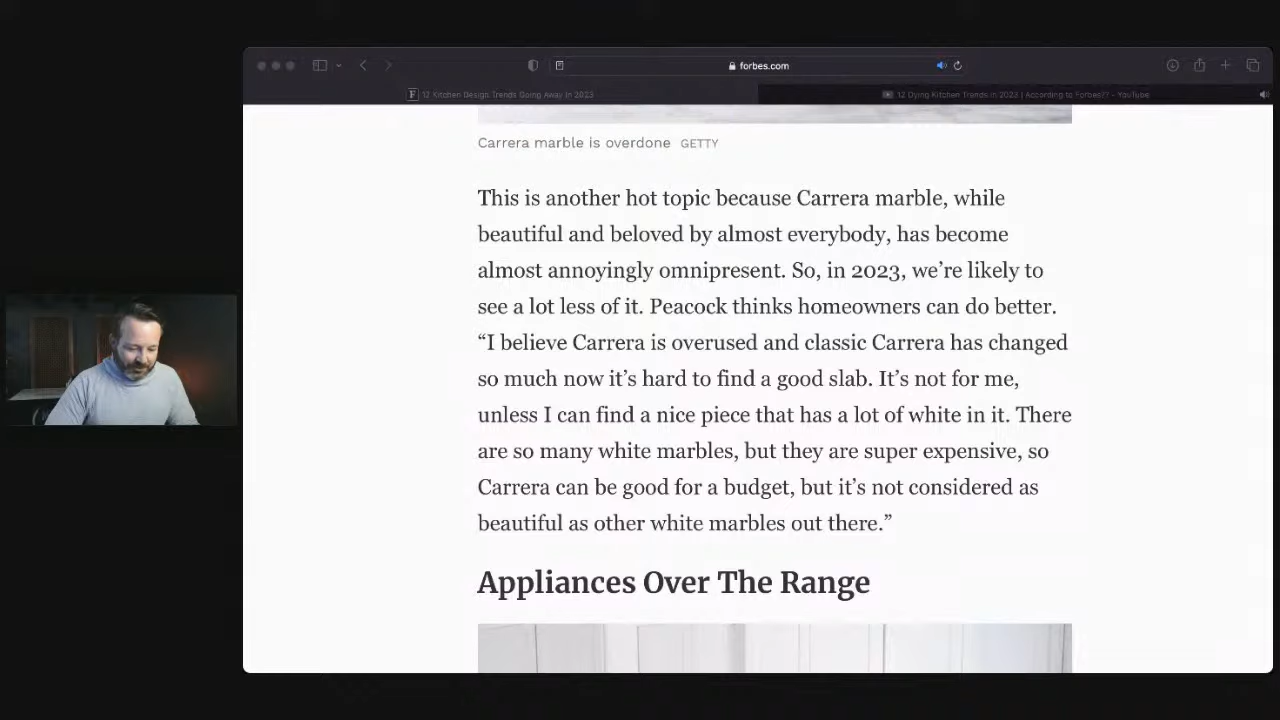 forbes.com
12 Kitchen Design Trends Going Away In 2023
12 Dying Kitchen Trends in 2023 | According to Forbes?? - YouTube
Carrera marble is overdone GETTY
This is another hot topic because Carrera marble, while
beautiful and beloved by almost everybody, has become
almost annoyingly omnipresent. So, in 2023, we’re likely to
see a lot less of it. Peacock thinks homeowners can do better.
“I believe Carrera is overused and classic Carrera has changed
so much now it’s hard to find a good slab. It’s not for me,
unless I can find a nice piece that has a lot of white in it. There
are so many white marbles, but they are super expensive, so
Carrera can be good for a budget, but it’s not considered as
beautiful as other white marbles out there.”
Appliances Over The Range